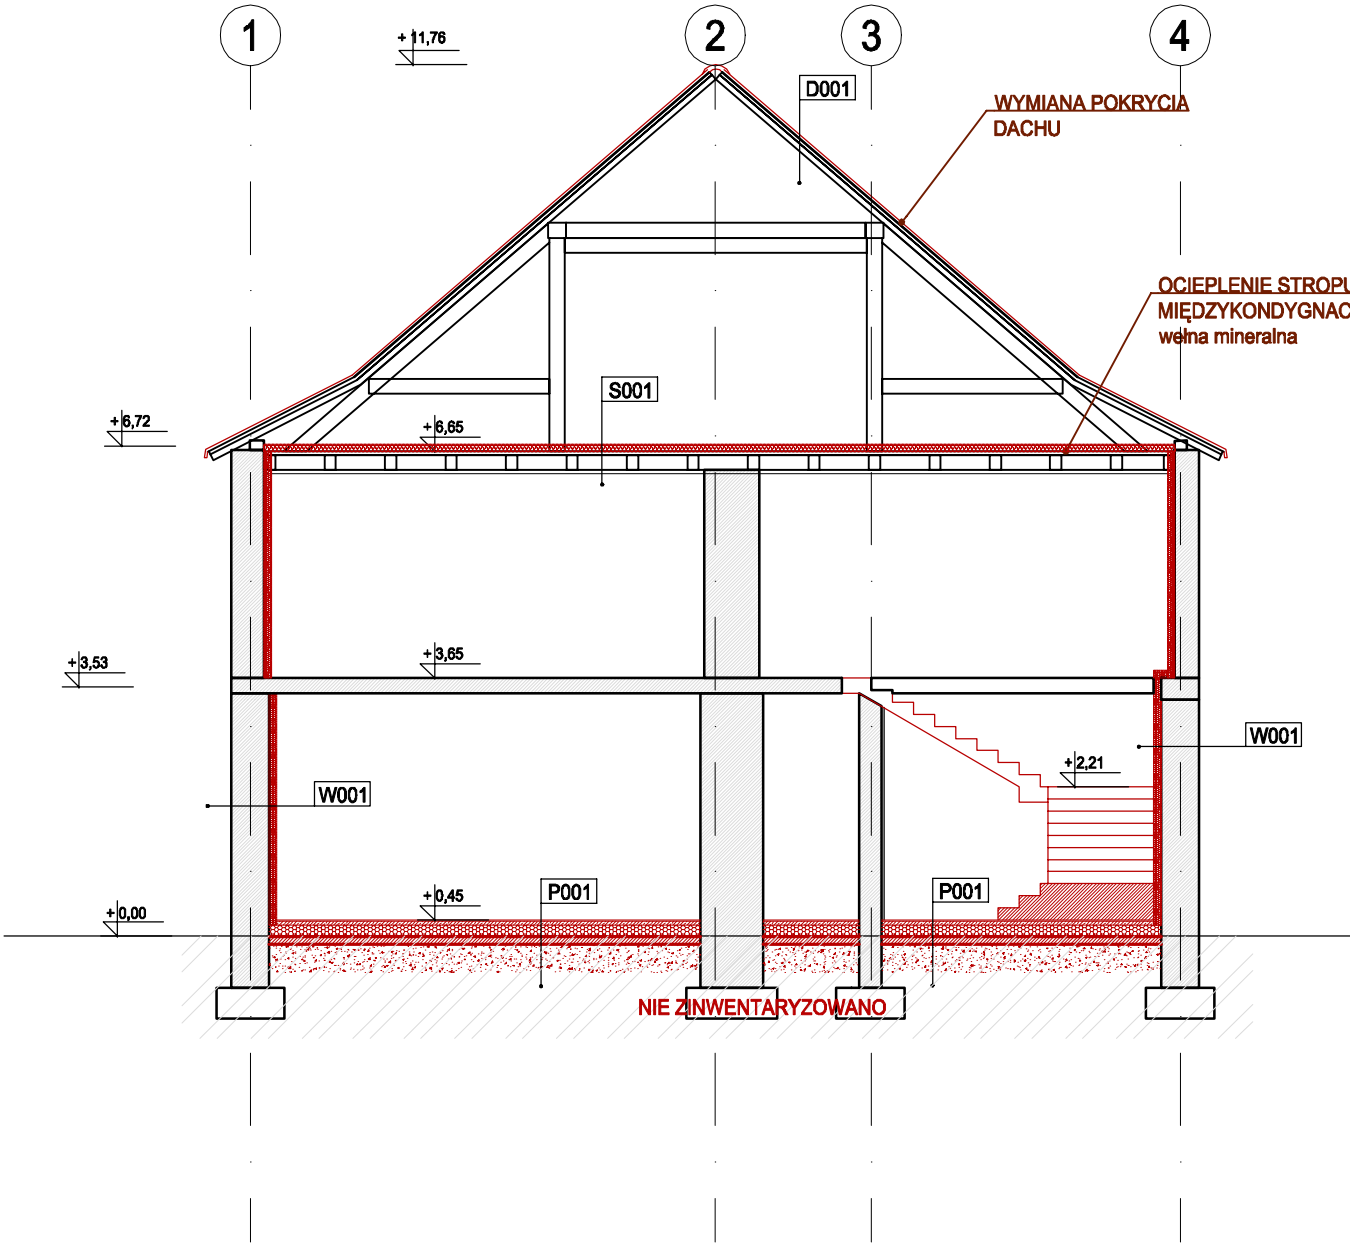 1
2
3
4
+11,76
D001
WYMIANA POKRYCIA
DACHU
OCIEPLENIE STROPU
MIĘDZYKONDYGNAC
wełna mineralna
S001
+6,72
+6,65
+3,53
+3,65
W001
+2,21
W001
P001
P001
+0,45
+0,00
NIE ZINWENTARYZOWANO